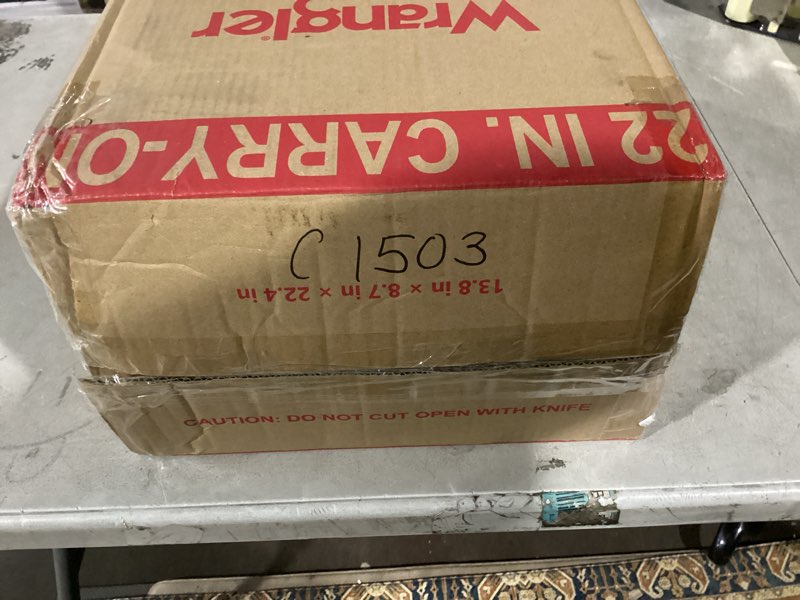 Wrangler
22 IN. CARRY-ON
C 1503
13.8 in × 8.7 in × 22.4 in
CAUTION: DO NOT CUT OPEN WITH KNIFE